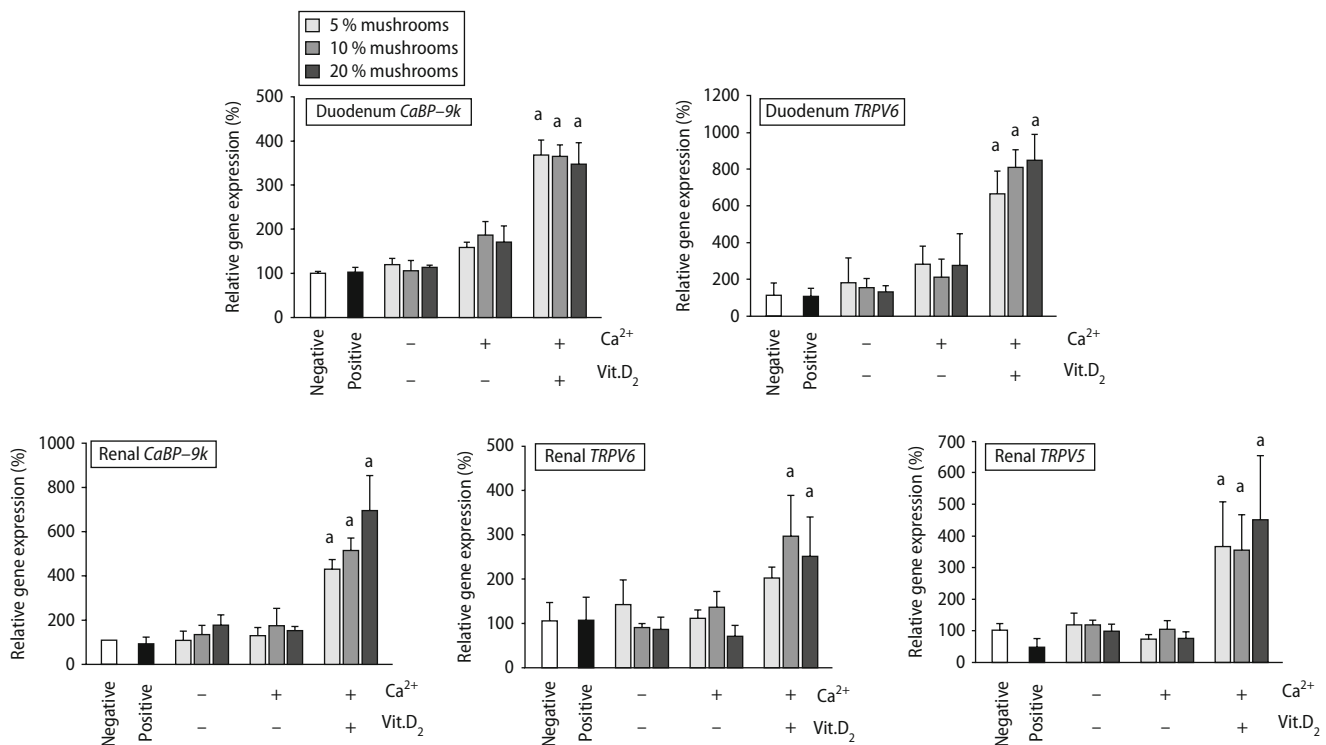 5 % mushrooms
10 % mushrooms
20 % mushrooms
Relative gene expression (%)
500
400
300
200
100
0
Duodenum CaBP–9k
a a a
Negative
Positive
– + +
– – +
Ca2+
Vit.D2
Relative gene expression (%)
1200
1000
800
600
400
200
0
Duodenum TRPV6
a a a
Negative
Positive
– + +
– – +
Ca2+
Vit.D2
Relative gene expression (%)
1000
800
600
400
200
0
Renal CaBP–9k
a a a
Negative
Positive
– + +
– – +
Ca2+
Vit.D2
Relative gene expression (%)
500
400
300
200
100
0
Renal TRPV6
a a
Negative
Positive
– + +
– – +
Ca2+
Vit.D2
Relative gene expression (%)
700
600
500
400
300
200
100
0
Renal TRPV5
a a a
Negative
Positive
– + +
– – +
Ca2+
Vit.D2